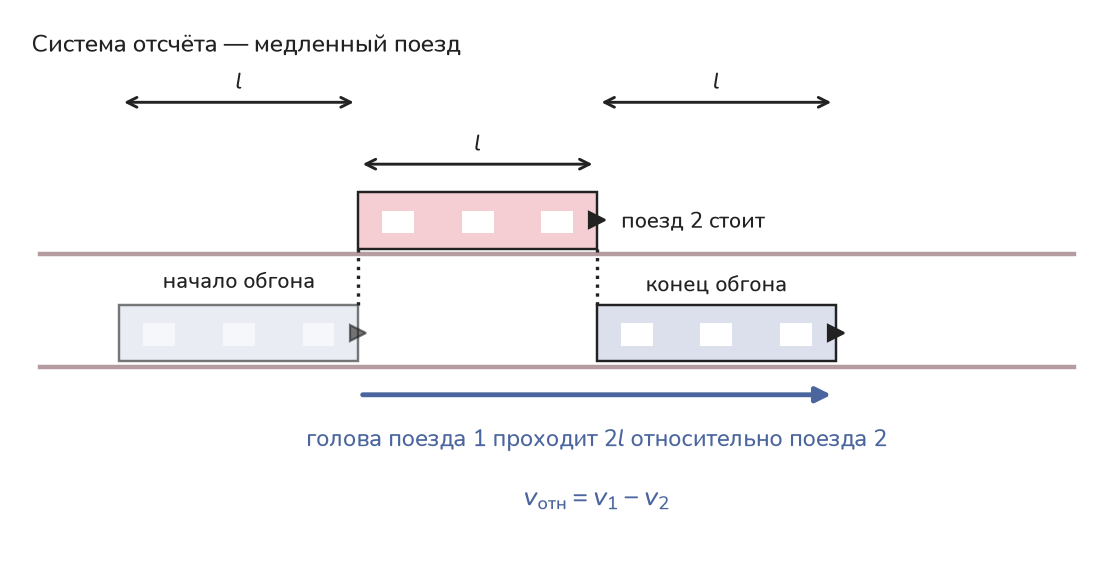 Система отсчёта — медленный поезд
l
l
l
поезд 2 стоит
начало обгона
конец обгона
голова поезда 1 проходит 2l относительно поезда 2
vотн = v1 − v2